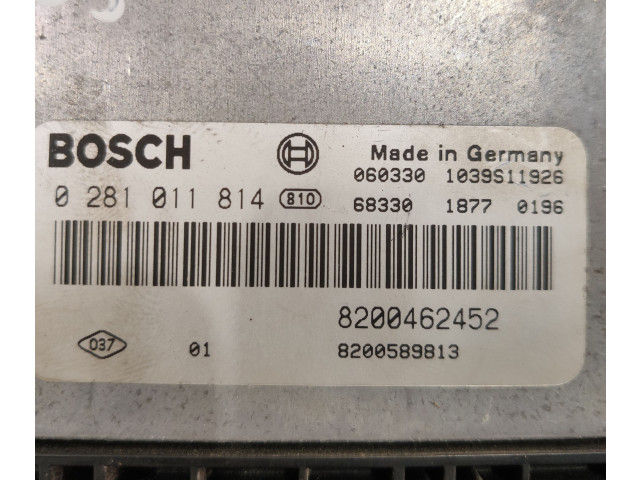 BOSCH Made in Germany
060330 1039S11926
0 281 011 814 810 68330 1877 0196
8200462452
037 01 8200589813